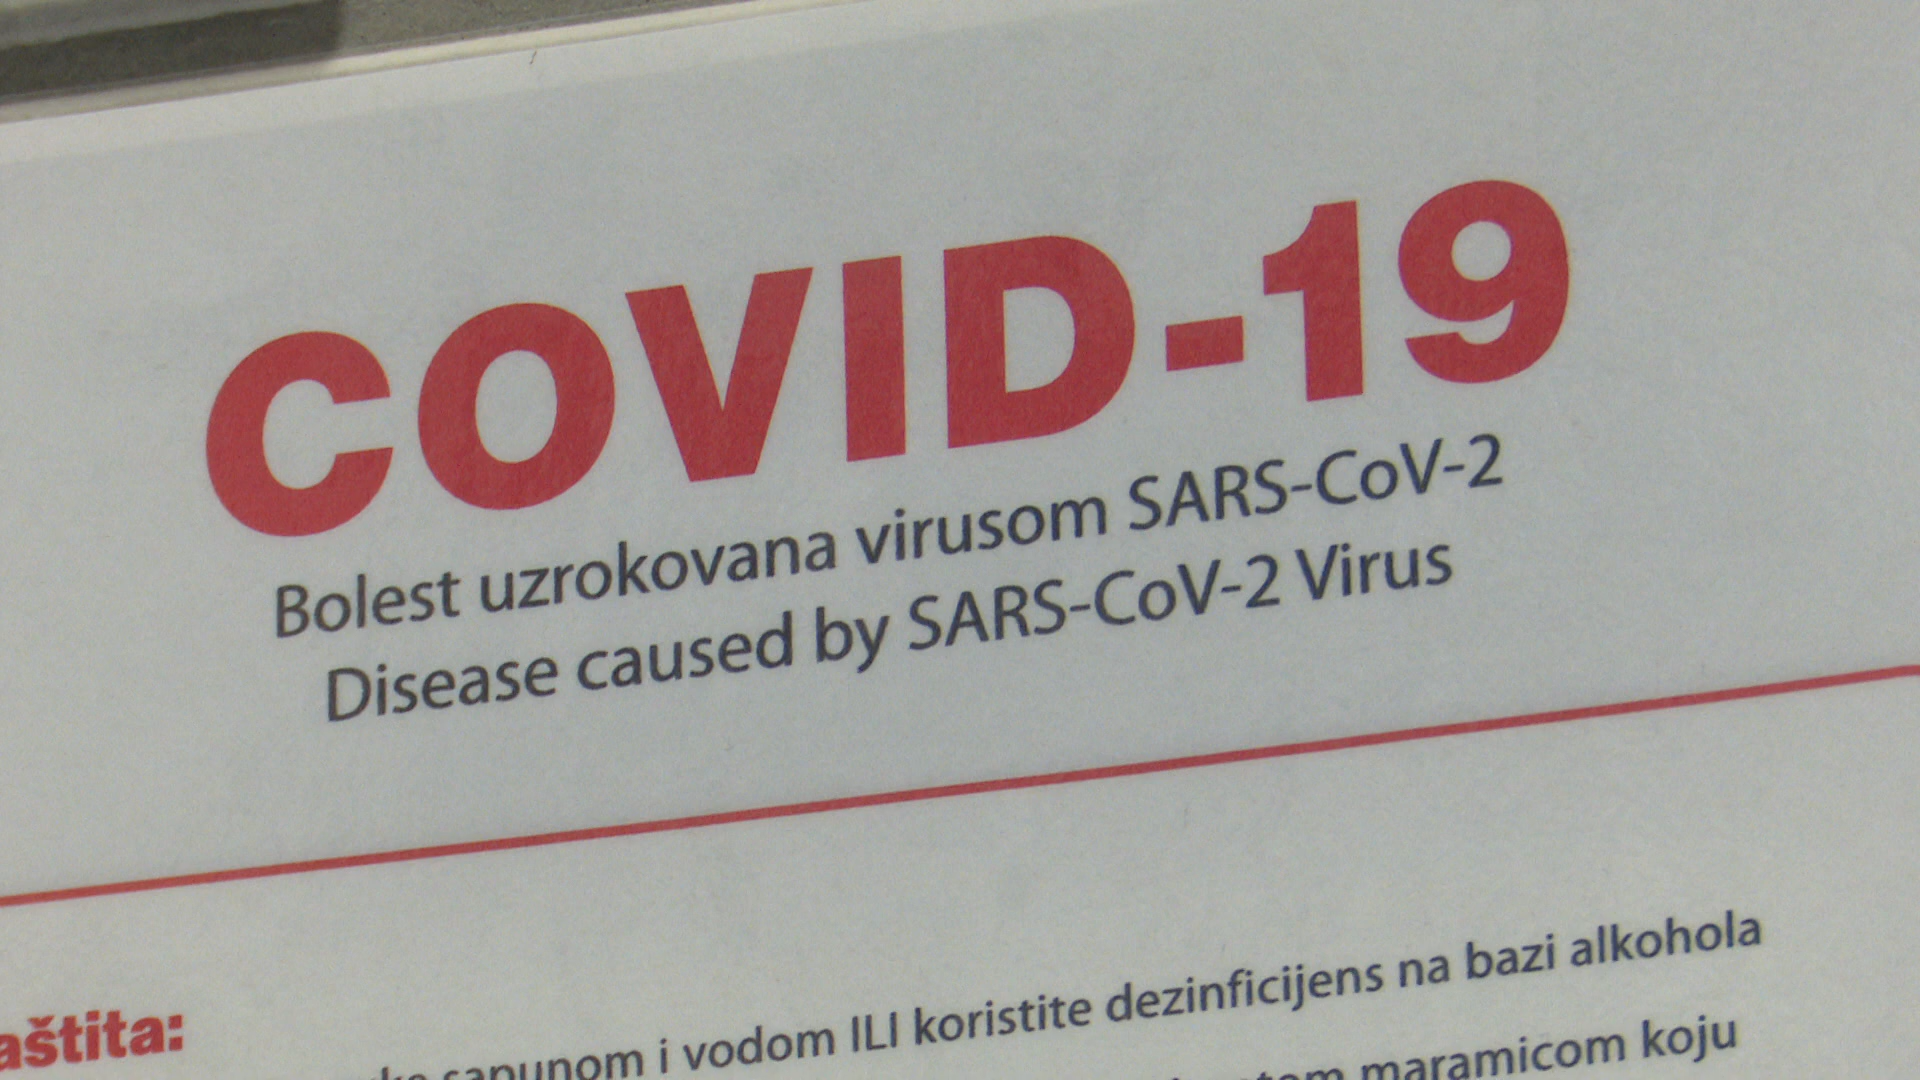 COVID-19
Bolest uzrokovana virusom SARS-CoV-2
Disease caused by SARS-CoV-2 Virus
aštita:
sapunom i vodom ILI koristite dezinficijens na bazi alkohola
maramicom koju